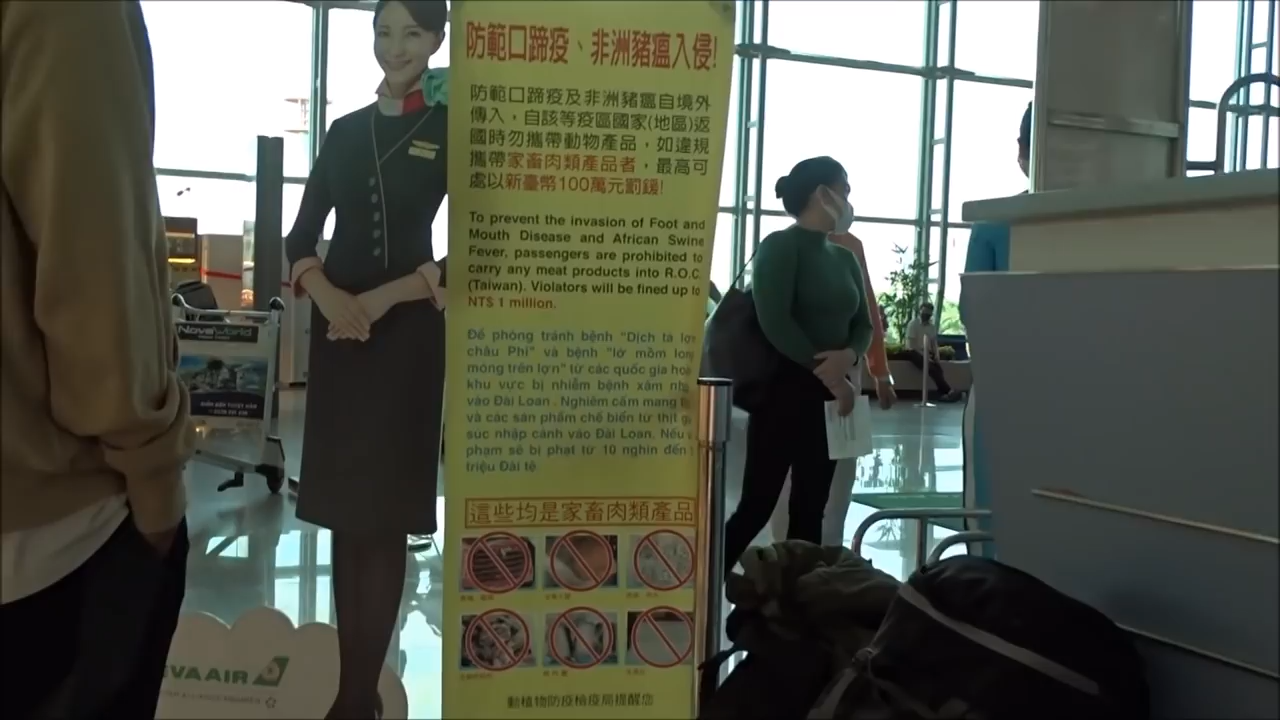 防範口蹄疫、非洲豬瘟入侵!
防範口蹄疫及非洲豬瘟自境外
傳入，自該等疫區國家(地區)返
國時勿攜帶動物產品，如違規
攜帶家畜肉類產品者，最高可
處以新臺幣100萬元罰鍰!
To prevent the invasion of Foot and
Mouth Disease and African Swine
Fever, passengers are prohibited to
carry any meat products into R.O.C.
(Taiwan). Violators will be fined up to
NT$ 1 million.
Để phòng tránh bệnh "Dịch tả lợn
châu Phi" và bệnh "lở mồm long
móng trên lợn" từ các quốc gia hoặc
khu vực bị nhiễm bệnh xâm nhập
vào Đài Loan . Nghiêm cấm mang
và các sản phẩm chế biến từ thịt gia
súc nhập cảnh vào Đài Loan. Nếu
phạm sẽ bị phạt từ 10 nghìn đến
triệu Đài tệ
這些均是家畜肉類產品
動植物防疫檢疫局提醒您
NovaWorld
EVA AIR